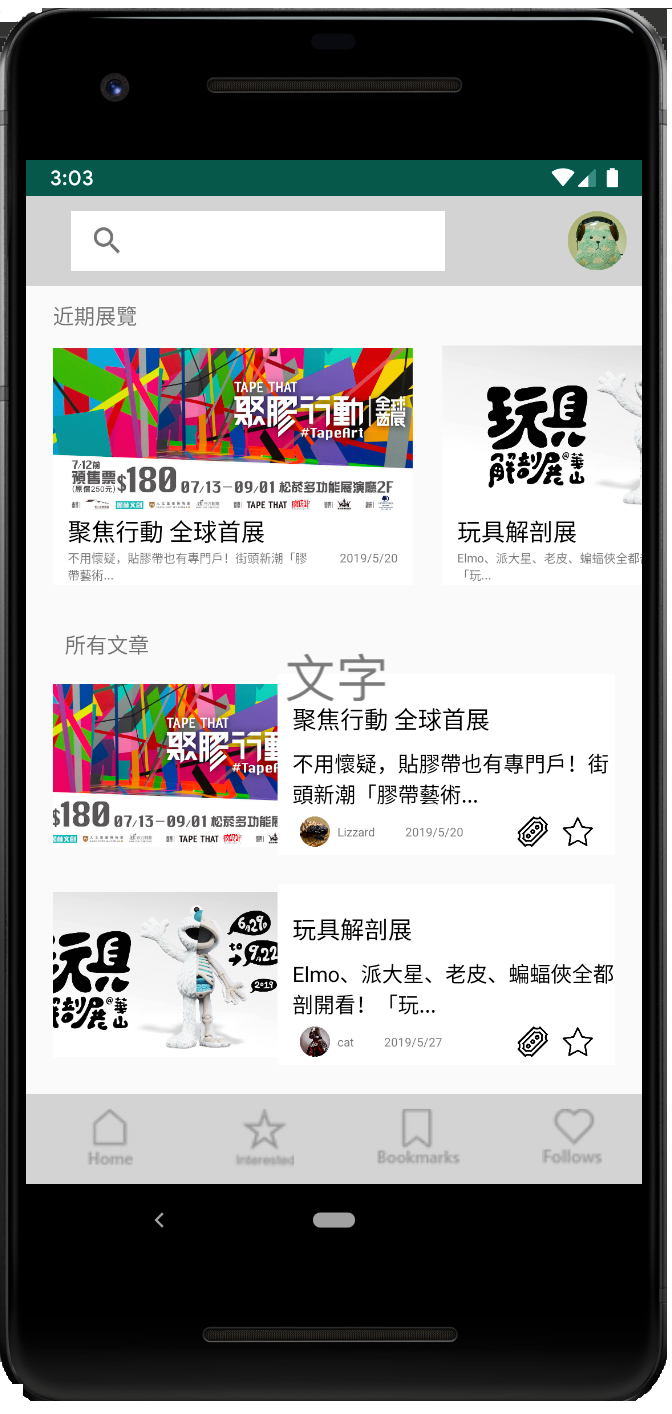 3:03
近期展覽
TAPE THAT
聚膠行動 全球首展
#TapeArt
7/12前
預售票
(原價250元)
$180 07/13－09/01 松菸多功能展演廳2F
TAPE THAT
聚焦行動 全球首展
不用懷疑，貼膠帶也有專門戶！街頭新潮「膠
帶藝術...
2019/5/20
玩具
解剖展@華山
玩具解剖展
Elmo、派大星、老皮、蝙蝠俠全都
「玩...
所有文章
文字
TAPE THAT
聚膠行動
#TapeA
$180 07/13－09/01 松菸多功能展
TAPE THAT
聚焦行動 全球首展
不用懷疑，貼膠帶也有專門戶！街
頭新潮「膠帶藝術...
Lizzard 2019/5/20
玩具
解剖展@華山
6.29
to
9.22
2019
玩具解剖展
Elmo、派大星、老皮、蝙蝠俠全都
剖開看！「玩...
cat 2019/5/27
Home
Interested
Bookmarks
Follows